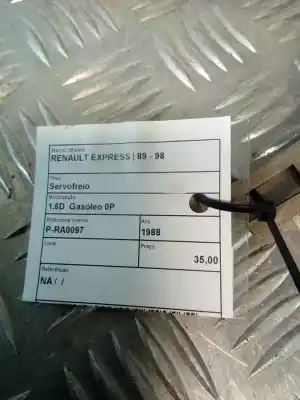 Marca / Modelo
RENAULT EXPRESS | 89 - 98
Peça
Servofreio
Motorização
1.6D Gasóleo 0P
Referência Interna Ano
P-RA0097 1988
Local Preço
35,00
Referências
NA / /